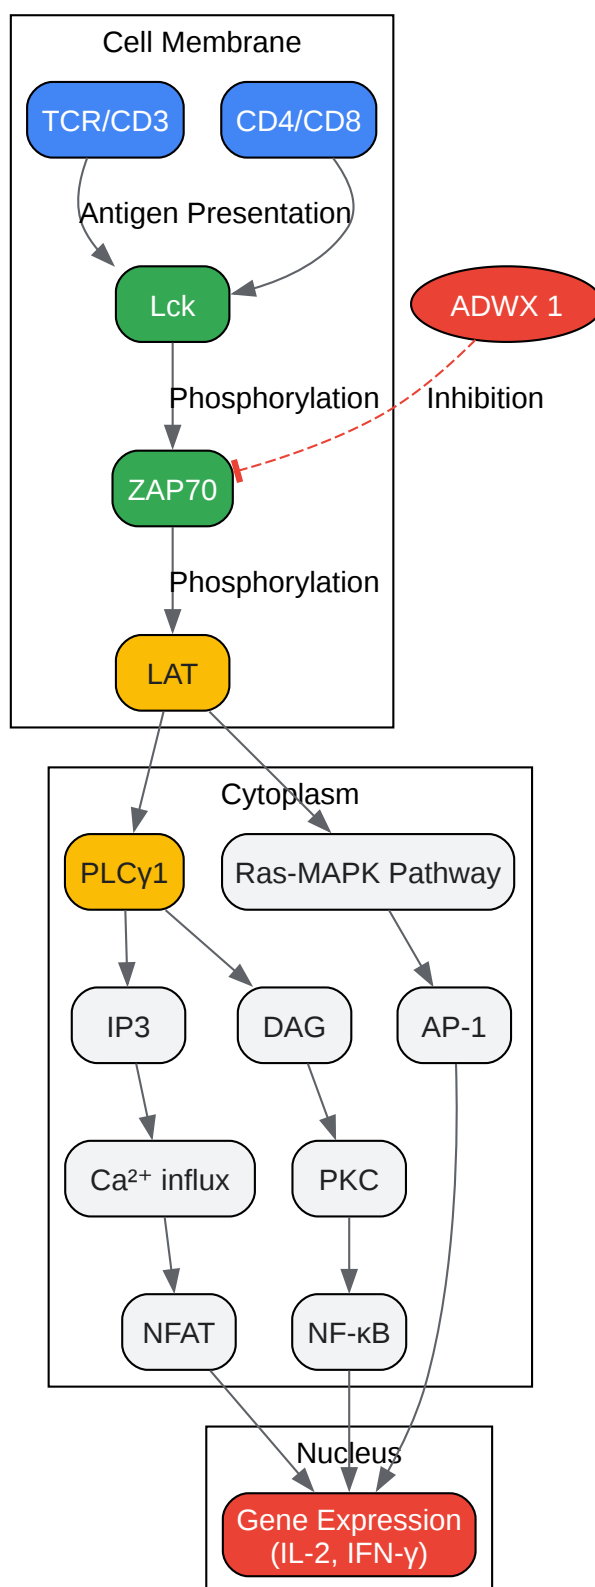 Cell Membrane
TCR/CD3
CD4/CD8
Antigen Presentation
Lck
ADWX 1
Phosphorylation
Inhibition
ZAP70
Phosphorylation
LAT
Cytoplasm
PLCγ1
Ras-MAPK Pathway
IP3
DAG
AP-1
Ca²⁺ influx
PKC
NFAT
NF-κB
Nucleus
Gene Expression
(IL-2, IFN-γ)